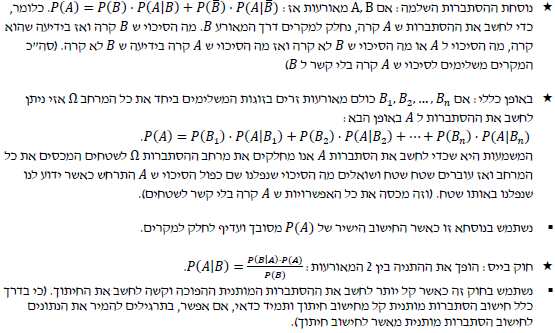 ★ נוסחת ההסתברות השלמה: אם A, B מאורעות אז: P(A) = P(B) ∙ P(A|B) + P(B̅) ∙ P(A|B̅). כלומר,
כדי לחשב את ההסתברות ש A קרה, נחלק למקרים דרך המאורע B. מה הסיכוי ש B קרה ואז בידיעה שהוא
קרה, מה הסיכוי ל A או מה הסיכוי ש B לא קרה ואז מה הסיכוי ש A קרה בידיעה ש B לא קרה. (סה"כ
המקרים משלימים לסיכוי ש A קרה בלי קשר ל B)
★ באופן כללי: אם B₁, B₂, … , Bₙ כולם מאורעות זרים בזוגות המשלימים ביחד את כל המרחב Ω אזי ניתן
לחשב את ההסתברות ל A באופן הבא:
P(A) = P(B₁) ∙ P(A|B₁) + P(B₂) ∙ P(A|B₂) + ⋯ + P(Bₙ) ∙ P(A|Bₙ).
המשמעות היא שכדי לחשב את הסתברות A אנו מחלקים את מרחב ההסתברות Ω לשטחים המכסים את כל
המרחב ואז עוברים שטח שטח ושואלים מה הסיכוי שנפלנו שם כפול הסיכוי ש A התרחש כאשר ידוע לנו
שנפלנו באותו שטח. (וזה מכסה את כל האפשרויות ש A קרה בלי קשר לשטחים).
▪ נשתמש בנוסחא זו כאשר החישוב הישיר של P(A) מסובך ועדיף לחלק למקרים.
★ חוק בייס: הופך את ההתניה בין 2 המאורעות: P(A|B) = P(B|A)∙P(A) / P(B).
▪ נשתמש בחוק זה כאשר קל יותר לחשב את ההסתברות המותנית ההפוכה וקשה לחשב את החיתוך. (כי בדרך
כלל חישוב הסתברות מותנית קל מחישוב חיתוך ותמיד כדאי, אם אפשר, בתרגילים להמיר את הנתונים
לחישוב הסתברות מותנית מאשר לחישוב חיתוך).